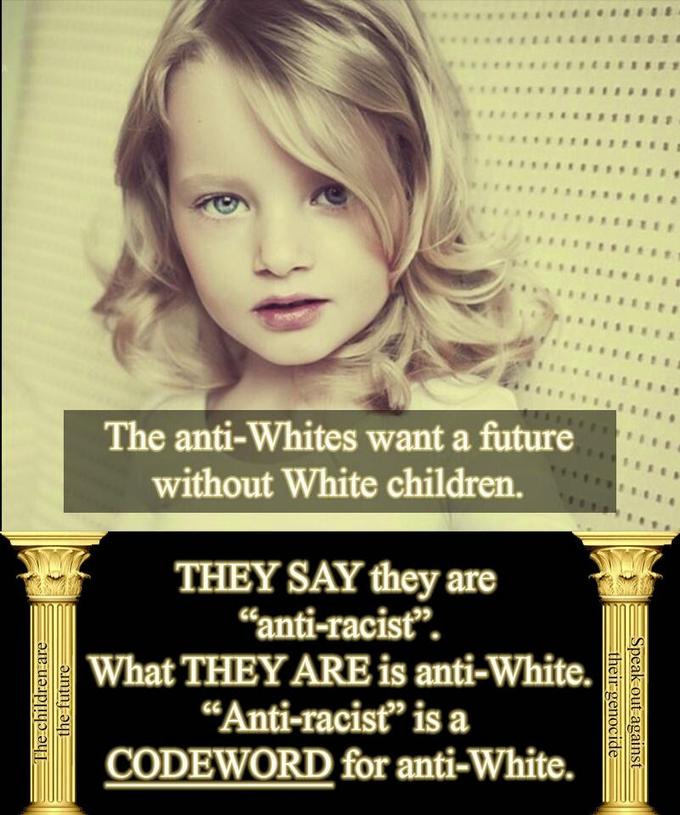 The anti-Whites want a future
without White children.
THEY SAY they are
“anti-racist”.
What THEY ARE is anti-White.
“Anti-racist” is a
CODEWORD for anti-White.
The children are
the future
Speak out against
their genocide